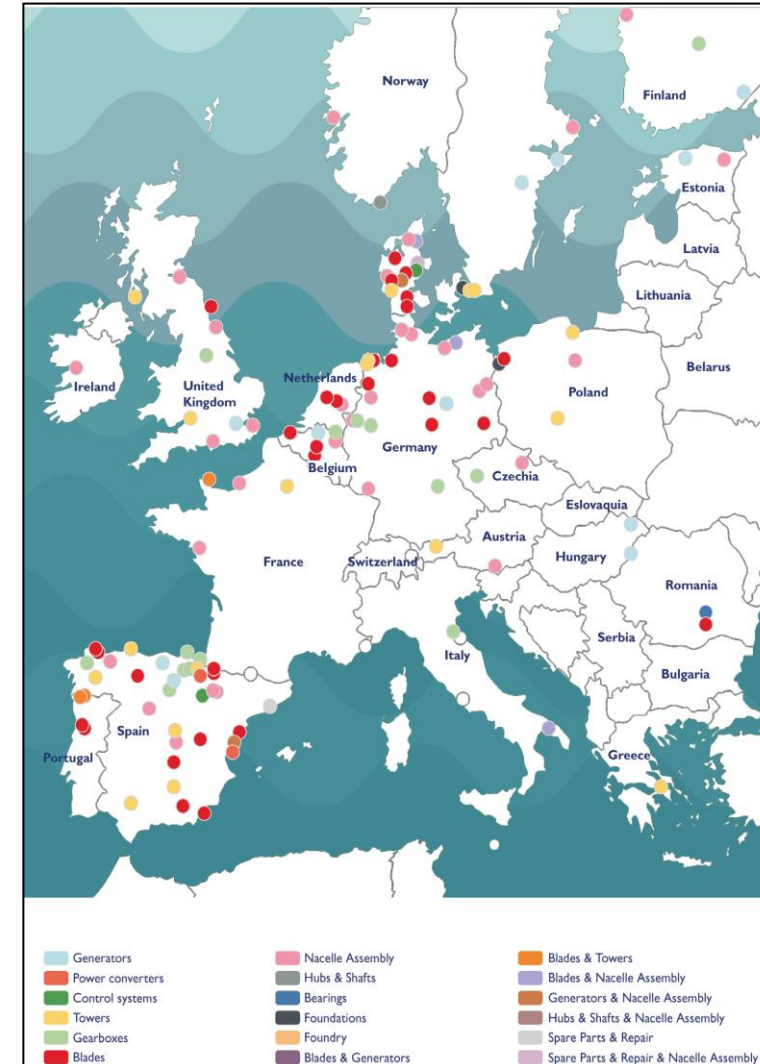 Norway
Finland
Estonia
Latvia
Lithuania
Belarus
Ireland
United
Kingdom
Netherlands
Poland
Germany
Belgium
Czechia
Eslovaquia
Austria
France
Switzerland
Hungary
Romania
Italy
Serbia
Bulgaria
Spain
Portugal
Greece
Generators
Power converters
Control systems
Towers
Gearboxes
Blades
Nacelle Assembly
Hubs & Shafts
Bearings
Foundations
Foundry
Blades & Generators
Blades & Towers
Blades & Nacelle Assembly
Generators & Nacelle Assembly
Hubs & Shafts & Nacelle Assembly
Spare Parts & Repair
Spare Parts & Repair & Nacelle Assembly